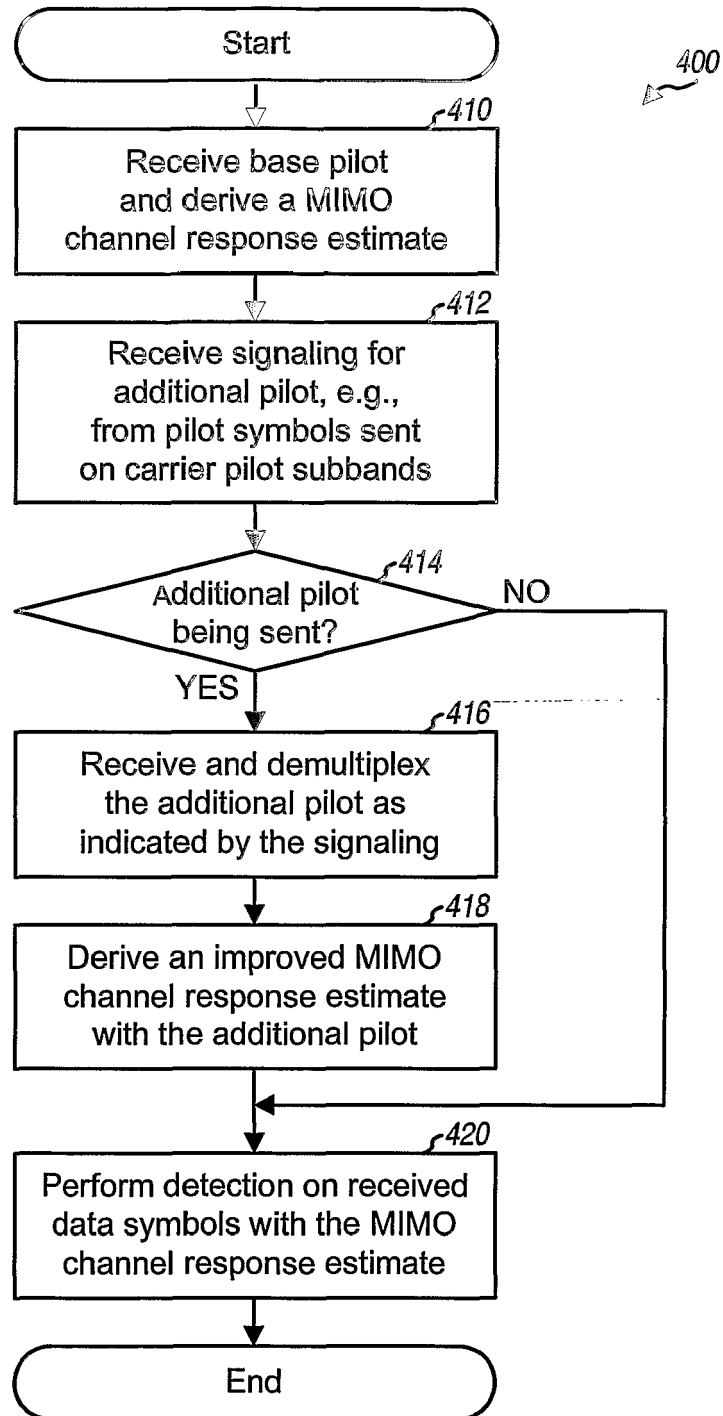 Start
400
410
Receive base pilot
and derive a MIMO
channel response estimate
412
Receive signaling for
additional pilot, e.g.,
from pilot symbols sent
on carrier pilot subbands
414
Additional pilot
being sent?
NO
YES
416
Receive and demultiplex
the additional pilot as
indicated by the signaling
418
Derive an improved MIMO
channel response estimate
with the additional pilot
420
Perform detection on received
data symbols with the MIMO
channel response estimate
End